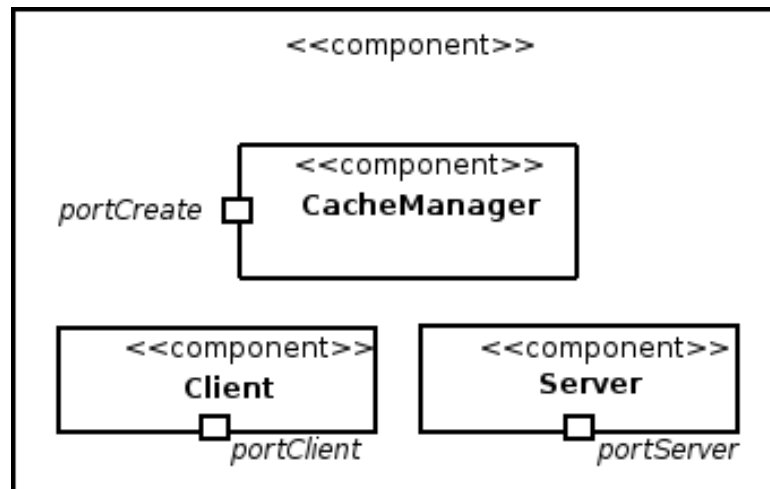 <<component>>
<<component>>
CacheManager
portCreate
<<component>>
Client
portClient
<<component>>
Server
portServer